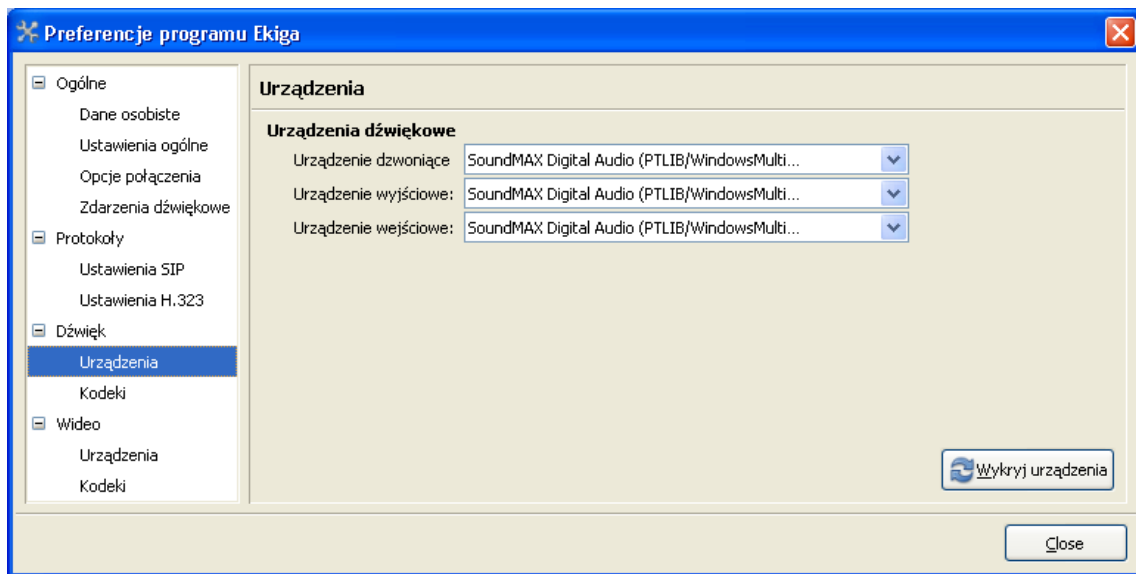 Preferencje programu Ekiga
Ogólne
Dane osobiste
Ustawienia ogólne
Opcje połączenia
Zdarzenia dźwiękowe
Protokoły
Ustawienia SIP
Ustawienia H.323
Dźwięk
Urządzenia
Kodeki
Wideo
Urządzenia
Kodeki
Urządzenia
Urządzenia dźwiękowe
Urządzenie dzwoniące SoundMAX Digital Audio (PTLIB/WindowsMulti...
Urządzenie wyjściowe: SoundMAX Digital Audio (PTLIB/WindowsMulti...
Urządzenie wejściowe: SoundMAX Digital Audio (PTLIB/WindowsMulti...
Wykryj urządzenia
Close